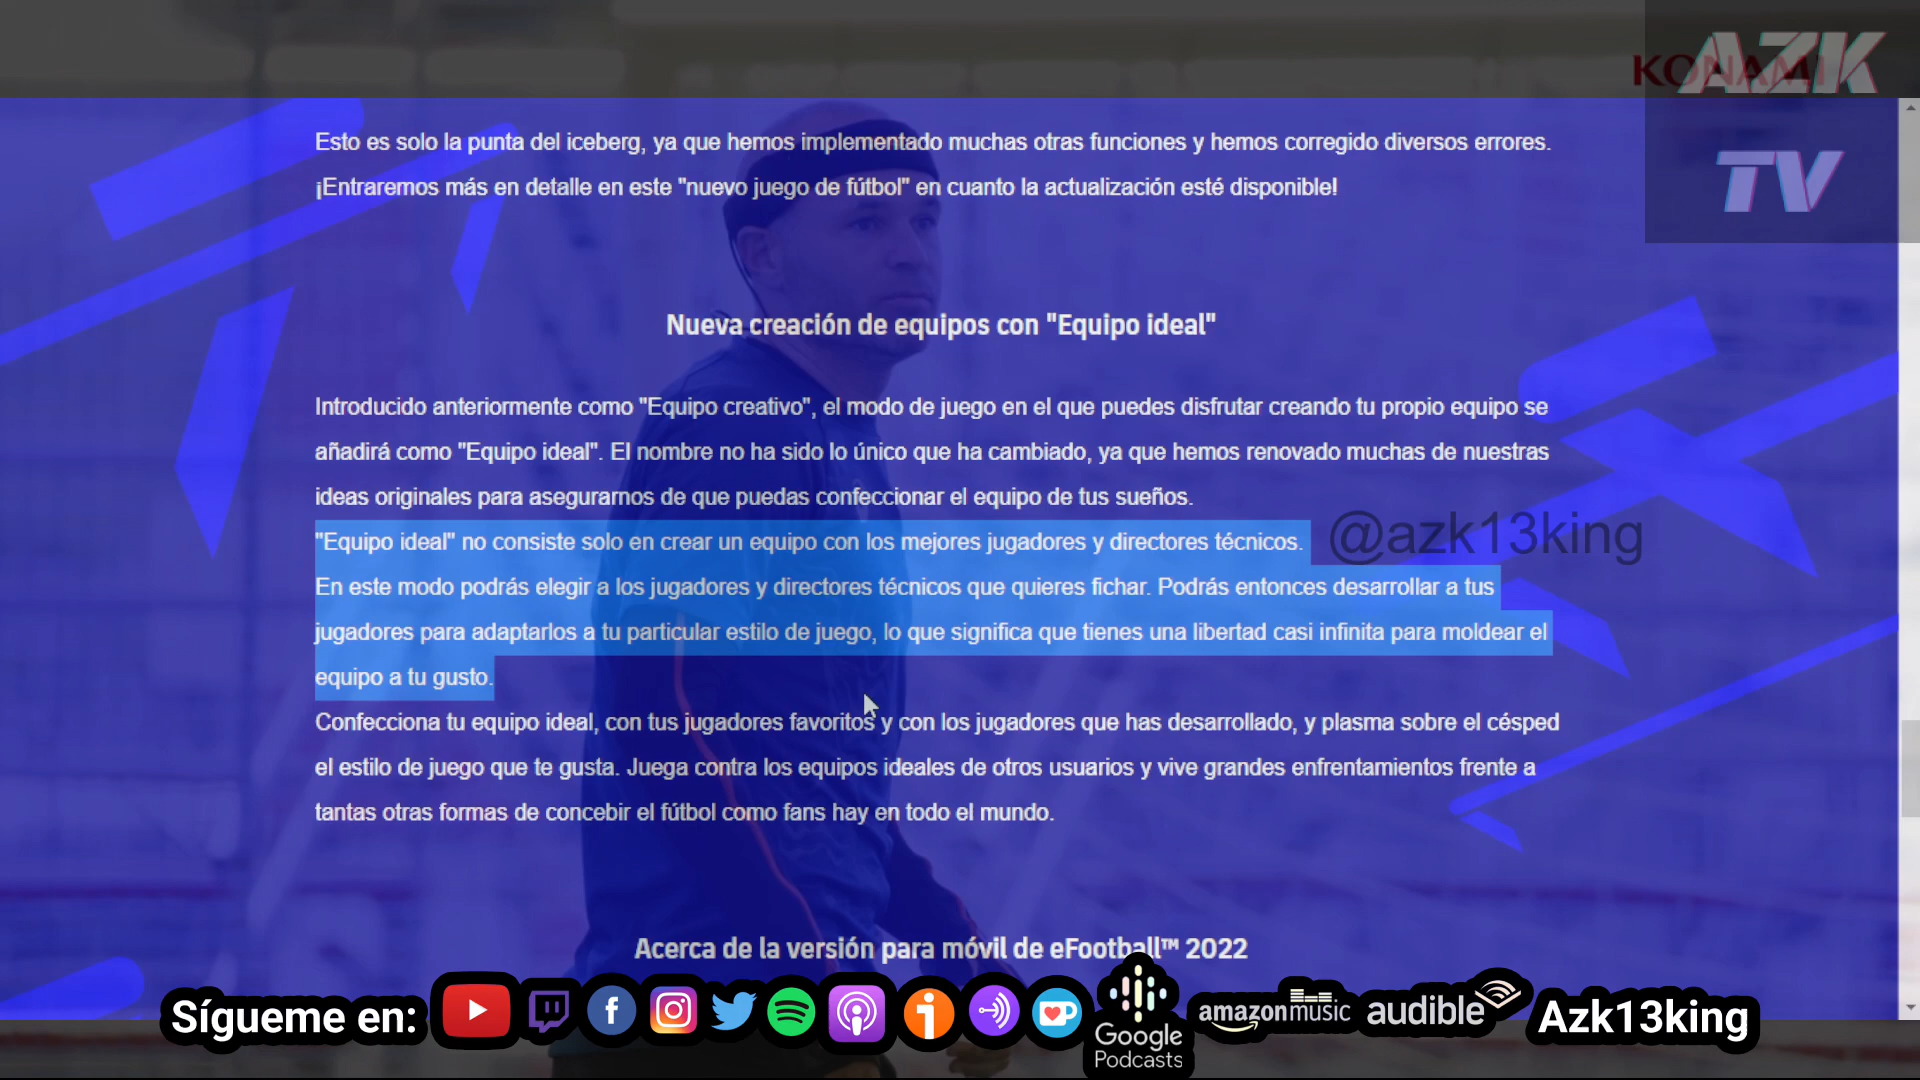 KONAMI
AZK
TV
Esto es solo la punta del iceberg, ya que hemos implementado muchas otras funciones y hemos corregido diversos errores.
¡Entraremos más en detalle en este "nuevo juego de fútbol" en cuanto la actualización esté disponible!
Nueva creación de equipos con "Equipo ideal"
Introducido anteriormente como "Equipo creativo", el modo de juego en el que puedes disfrutar creando tu propio equipo se
añadirá como "Equipo ideal". El nombre no ha sido lo único que ha cambiado, ya que hemos renovado muchas de nuestras
ideas originales para asegurarnos de que puedas confeccionar el equipo de tus sueños.
"Equipo ideal" no consiste solo en crear un equipo con los mejores jugadores y directores técnicos.
@azk13king
En este modo podrás elegir a los jugadores y directores técnicos que quieres fichar. Podrás entonces desarrollar a tus
jugadores para adaptarlos a tu particular estilo de juego, lo que significa que tienes una libertad casi infinita para moldear el
equipo a tu gusto.
Confecciona tu equipo ideal, con tus jugadores favoritos y con los jugadores que has desarrollado, y plasma sobre el césped
el estilo de juego que te gusta. Juega contra los equipos ideales de otros usuarios y vive grandes enfrentamientos frente a
tantas otras formas de concebir el fútbol como fans hay en todo el mundo.
Acerca de la versión para móvil de eFootball™ 2022
Sígueme en:
Google
Podcasts
amazon music
audible
Azk13king